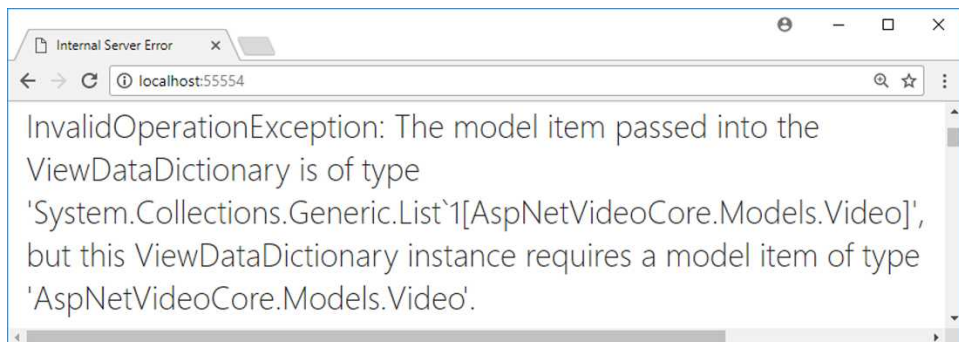 Internal Server Error
localhost:55554
InvalidOperationException: The model item passed into the
ViewDataDictionary is of type
'System.Collections.Generic.List`1[AspNetVideoCore.Models.Video]',
but this ViewDataDictionary instance requires a model item of type
'AspNetVideoCore.Models.Video'.